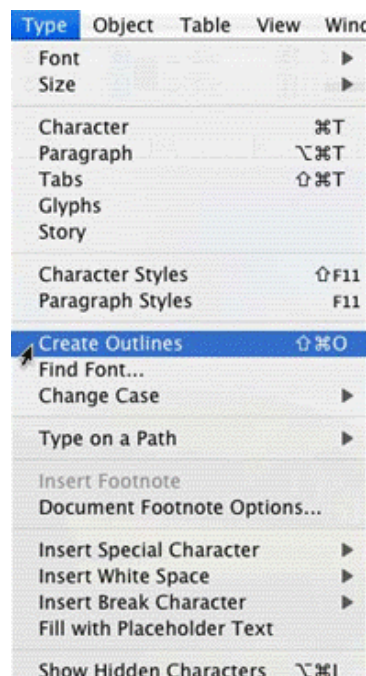 Type Object Table View Wind
Font ▶
Size ▶
Character ⌘T
Paragraph ⌥⌘T
Tabs ⇧⌘T
Glyphs
Story
Character Styles ⇧F11
Paragraph Styles F11
Create Outlines ⇧⌘O
Find Font...
Change Case ▶
Type on a Path ▶
Insert Footnote
Document Footnote Options...
Insert Special Character ▶
Insert White Space ▶
Insert Break Character ▶
Fill with Placeholder Text
Show Hidden Characters ⌥⌘I